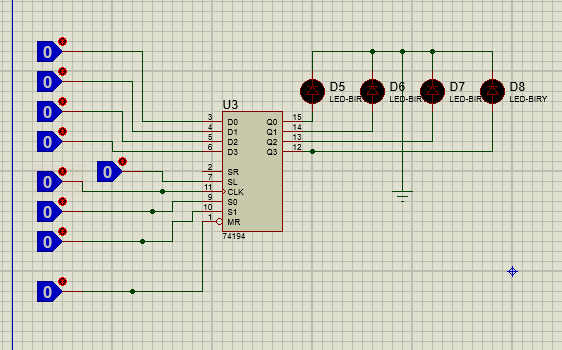 0
0
0
0
0
0
0
0
0
U3
3 D0 Q0 15
4 D1 Q1 14
5 D2 Q2 13
6 D3 Q3 12
2 SR
7 SL
11 CLK
9 S0
10 S1
1 MR
74194
D5
LED-BIRY
D6
LED-BIRY
D7
LED-BIRY
D8
LED-BIRY